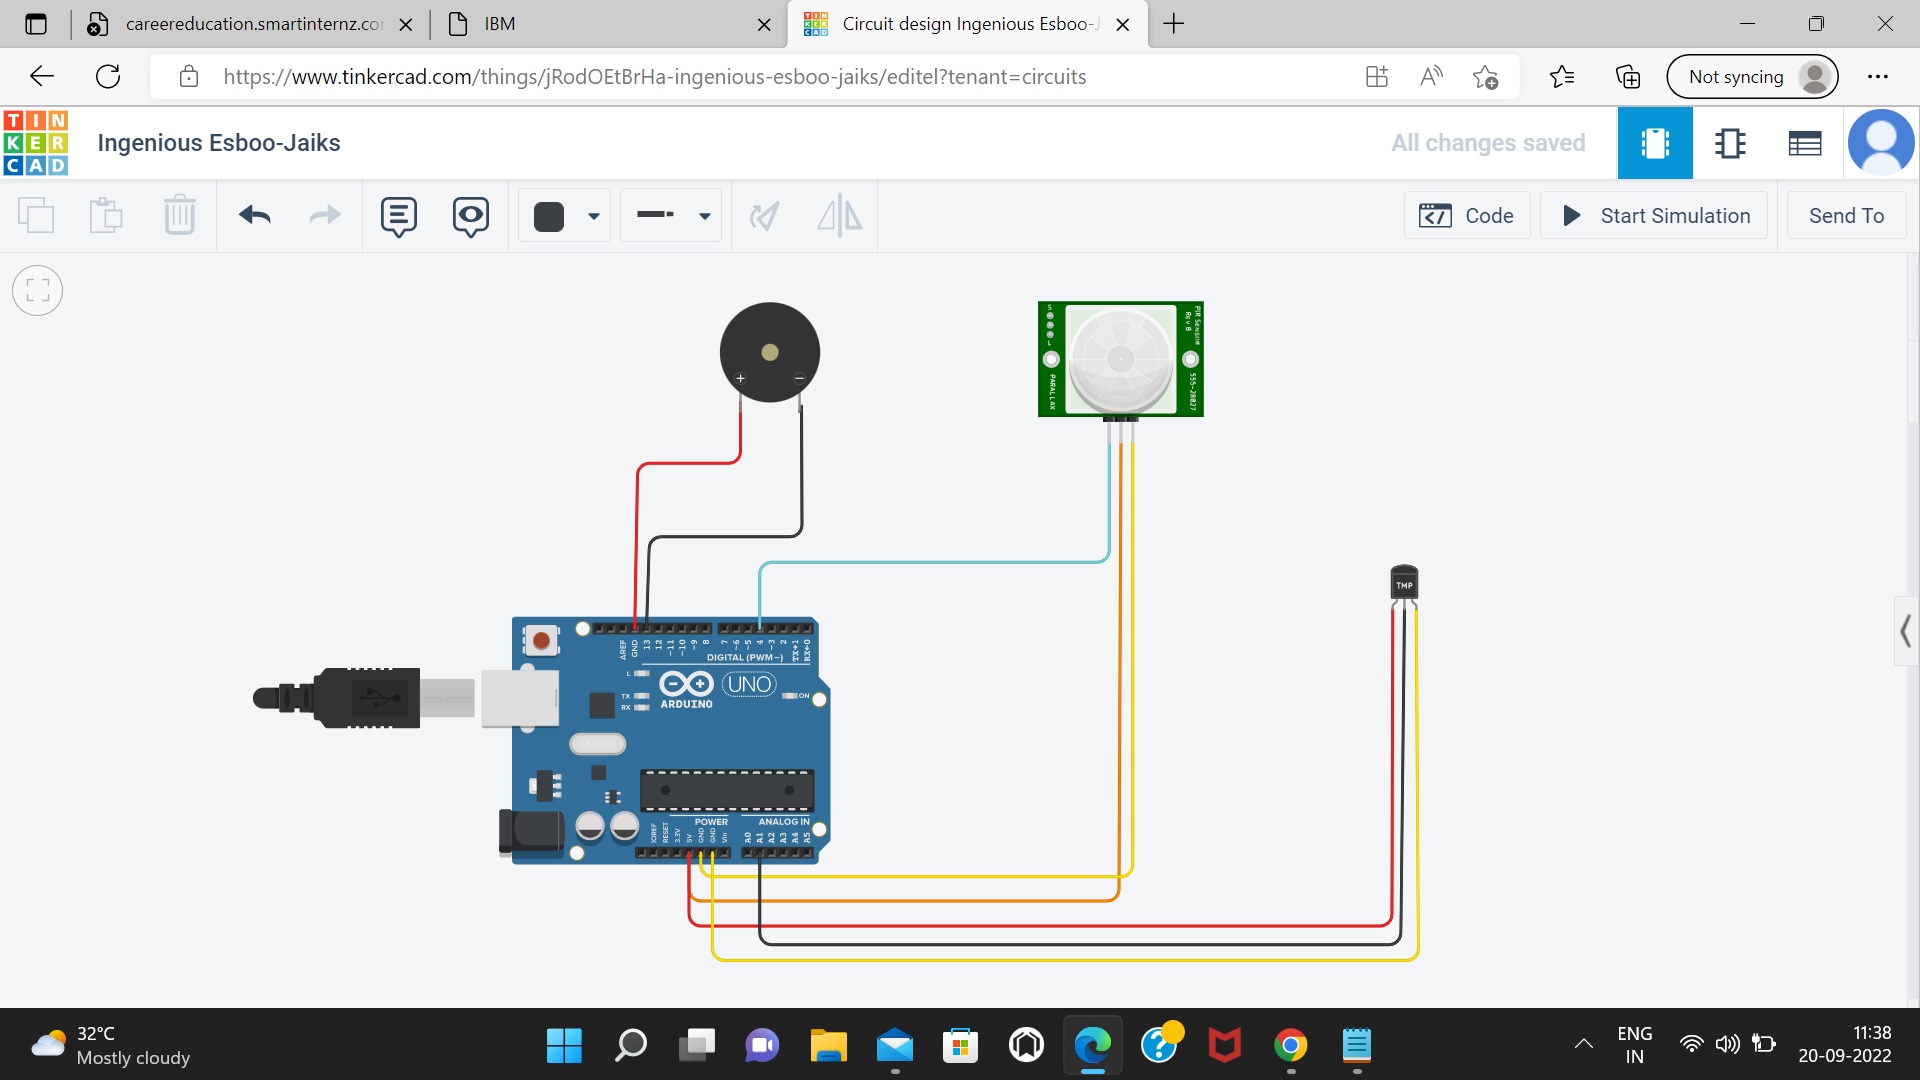 careereducation.smartinternz.cor
IBM
Circuit design Ingenious Esboo-J
https://www.tinkercad.com/things/jRodOEtBrHa-ingenious-esboo-jaiks/editel?tenant=circuits
Not syncing
TIN
KER
CAD
Ingenious Esboo-Jaiks
All changes saved
Code
Start Simulation
Send To
+
−
S
L
PARALLAX
PIR Sensor
Rev B
555-28027
TMP
AREF
GND
13
12
~11
~10
~9
8
7
~6
~5
4
~3
2
TX→1
RX←0
DIGITAL (PWM~)
L
TX
RX
ARDUINO
UNO
ON
POWER
ANALOG IN
IOREF
RESET
3.3V
5V
GND
GND
Vin
A0
A1
A2
A3
A4
A5
32°C
Mostly cloudy
ENG
IN
11:38
20-09-2022